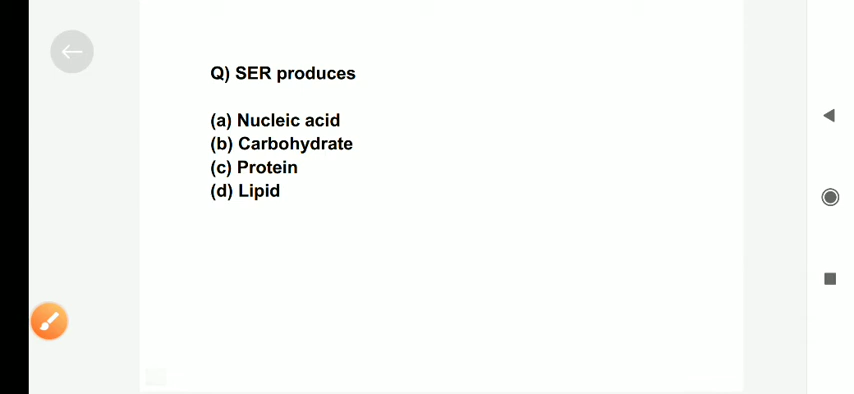 Q) SER produces
(a) Nucleic acid
(b) Carbohydrate
(c) Protein
(d) Lipid